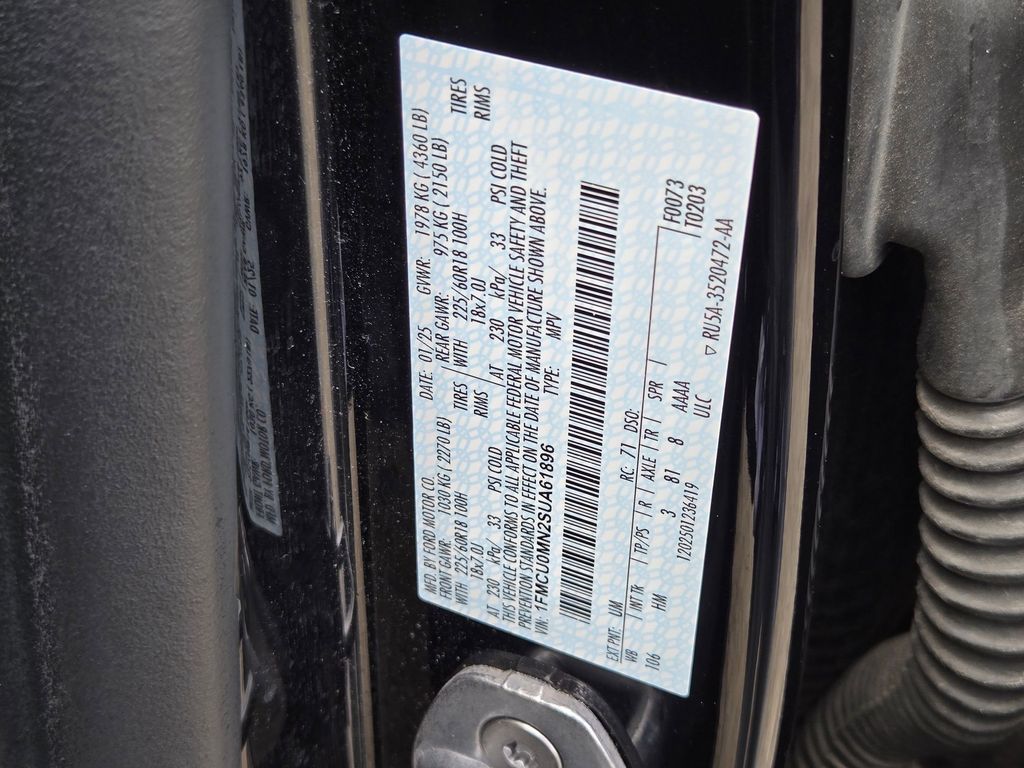 MFD. BY FORD MOTOR CO. DATE: 01/25 GVWR: 1978 KG ( 4360 LB)
FRONT GAWR: 1030 KG ( 2270 LB) REAR GAWR: 975 KG ( 2150 LB)
WITH 225/60R18 100H TIRES WITH 225/60R18 100H TIRES
18x7.0J RIMS 18x7.0J RIMS
AT 230 kPa/ 33 PSI COLD AT 230 kPa/ 33 PSI COLD
THIS VEHICLE CONFORMS TO ALL APPLICABLE FEDERAL MOTOR VEHICLE SAFETY AND THEFT
PREVENTION STANDARDS IN EFFECT ON THE DATE OF MANUFACTURE SHOWN ABOVE.
VIN: 1FMCU0MN2SUA61896 TYPE: MPV
EXT PNT: UM RC: 71 DSO: F0073
WB | INT TR | TP/PS | R | AXLE | TR | SPR | T0203
106 HM 3 81 8 AAAA
ULC
1202501236419 ▽ RU5A-3520472-AA